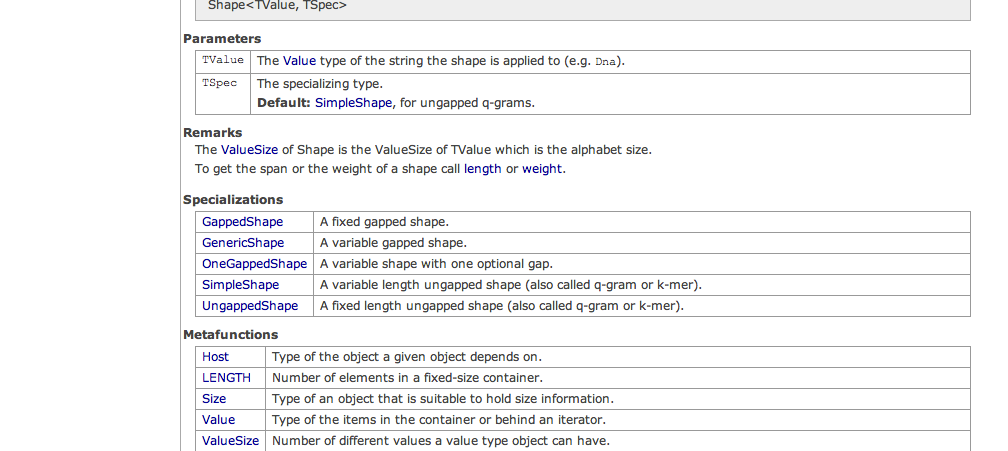 Shape<TValue, TSpec>
Parameters
TValue The Value type of the string the shape is applied to (e.g. Dna).
TSpec The specializing type.
Default: SimpleShape, for ungapped q-grams.
Remarks
The ValueSize of Shape is the ValueSize of TValue which is the alphabet size.
To get the span or the weight of a shape call length or weight.
Specializations
GappedShape A fixed gapped shape.
GenericShape A variable gapped shape.
OneGappedShape A variable shape with one optional gap.
SimpleShape A variable length ungapped shape (also called q-gram or k-mer).
UngappedShape A fixed length ungapped shape (also called q-gram or k-mer).
Metafunctions
Host Type of the object a given object depends on.
LENGTH Number of elements in a fixed-size container.
Size Type of an object that is suitable to hold size information.
Value Type of the items in the container or behind an iterator.
ValueSize Number of different values a value type object can have.